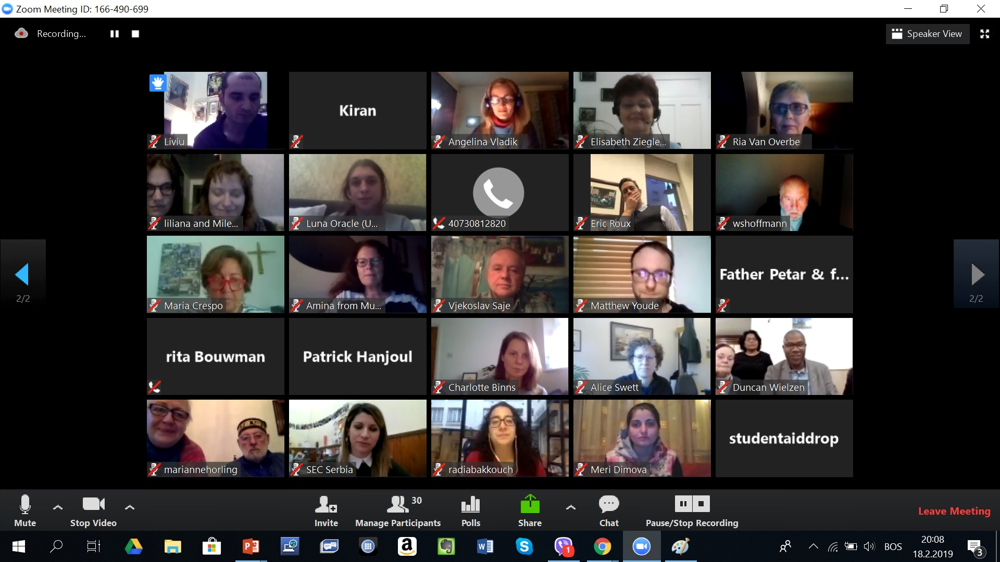 Zoom Meeting ID: 166-490-699
Recording...
Speaker View
Liviu
Kiran
Angelina Vladik
Elisabeth Ziegle...
Ria Van Overbe
liliana and Mile...
Luna Oracle (U...
40730812820
Eric Roux
wshoffmann
Maria Crespo
Amina from Mu...
Vjekoslav Saje
Matthew Youde
Father Petar & f...
2/2
2/2
rita Bouwman
Patrick Hanjoul
Charlotte Binns
Alice Swett
Duncan Wielzen
mariannehorling
SEC Serbia
radiabakkouch
Meri Dimova
studentaiddrop
30
Mute
Stop Video
Invite
Manage Participants
Polls
Share
Chat
Pause/Stop Recording
Leave Meeting
P
a
W
S
1
BOS
20:08
18.2.2019
3